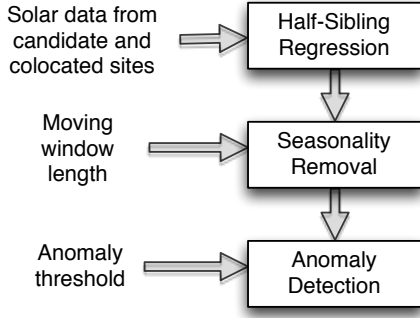 Solar data from
candidate and
colocated sites
Half-Sibling
Regression
Moving
window
length
Seasonality
Removal
Anomaly
threshold
Anomaly
Detection